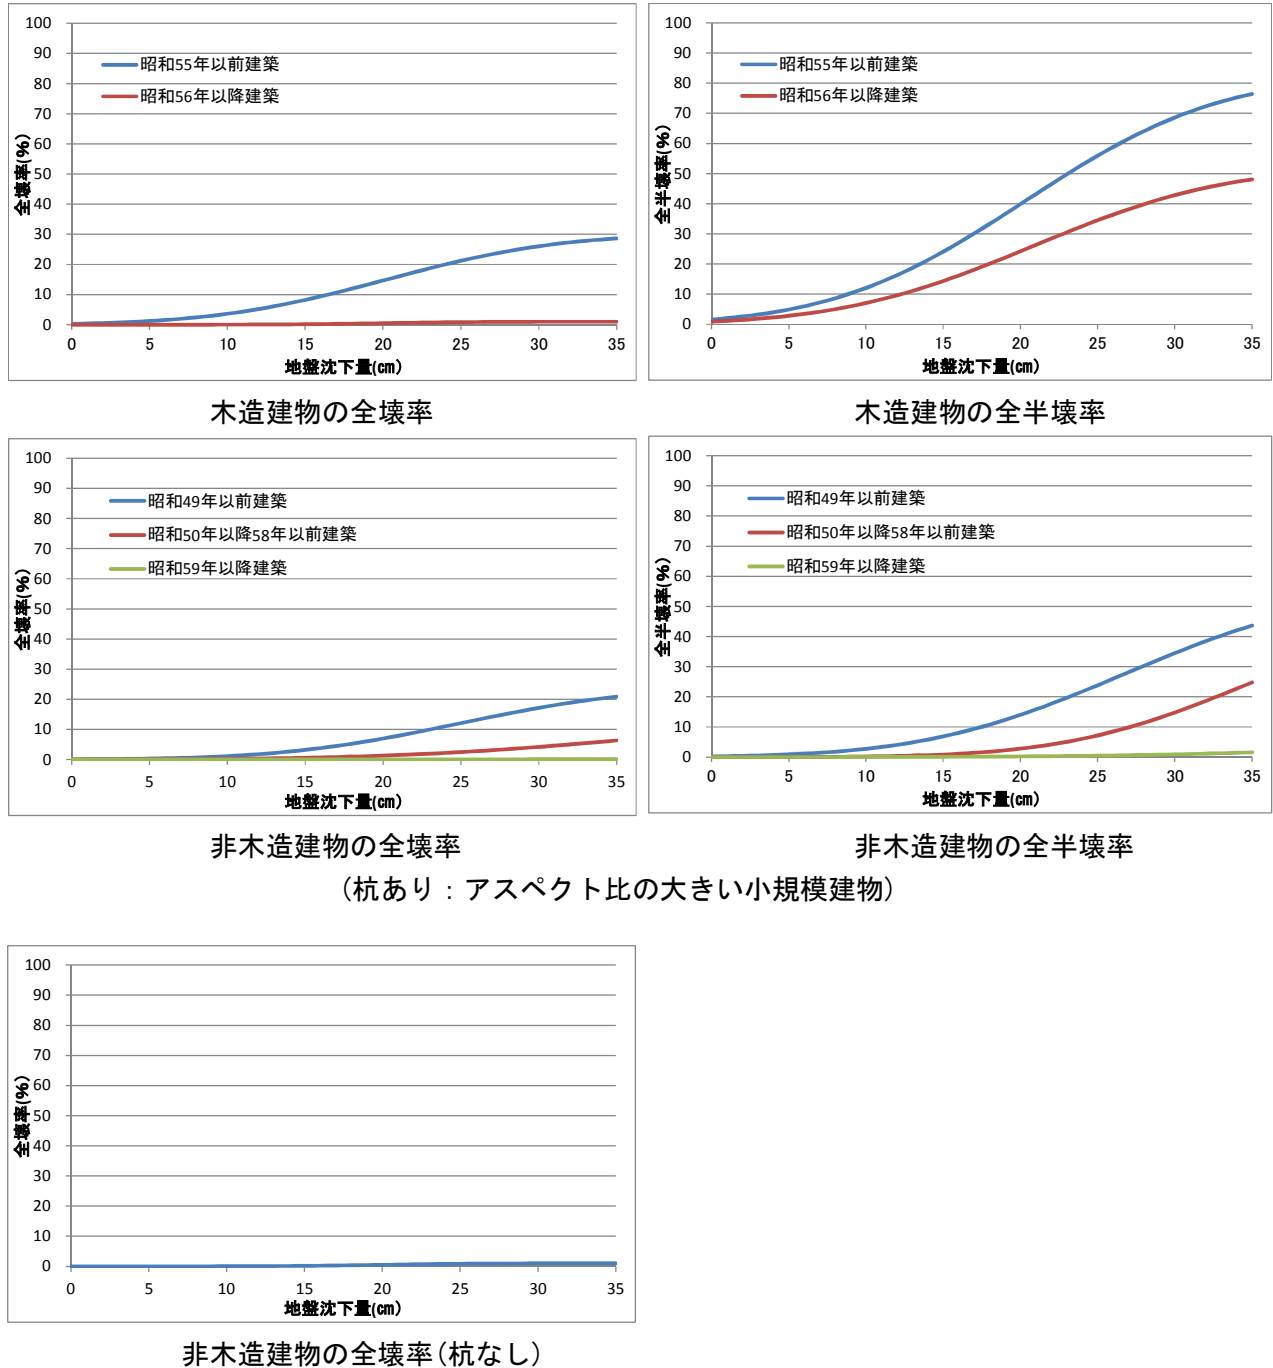 100
90
80
70
60
50
40
30
20
10
0
全壊率(%)
昭和55年以前建築
昭和56年以降建築
0 5 10 15 20 25 30 35
地盤沈下量(cm)
木造建物の全壊率
100
90
80
70
60
50
40
30
20
10
0
全半壊率(%)
昭和55年以前建築
昭和56年以降建築
0 5 10 15 20 25 30 35
地盤沈下量(cm)
木造建物の全半壊率
100
90
80
70
60
50
40
30
20
10
0
全壊率(%)
昭和49年以前建築
昭和50年以降58年以前建築
昭和59年以降建築
0 5 10 15 20 25 30 35
地盤沈下量(cm)
非木造建物の全壊率
100
90
80
70
60
50
40
30
20
10
0
全半壊率(%)
昭和49年以前建築
昭和50年以降58年以前建築
昭和59年以降建築
0 5 10 15 20 25 30 35
地盤沈下量(cm)
非木造建物の全半壊率
(杭あり：アスペクト比の大きい小規模建物)
100
90
80
70
60
50
40
30
20
10
0
全壊率(%)
0 5 10 15 20 25 30 35
地盤沈下量(cm)
非木造建物の全壊率(杭なし)